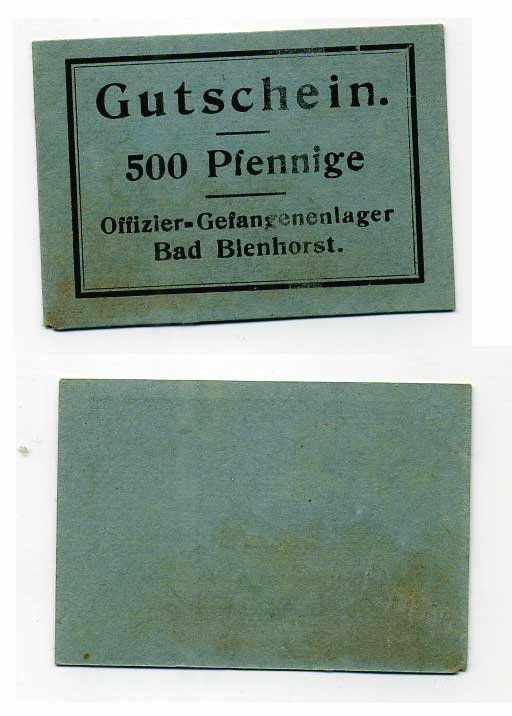 Gutschein.
500 Pfennige
Offizier-Gefangenenlager
Bad Blenhorst.